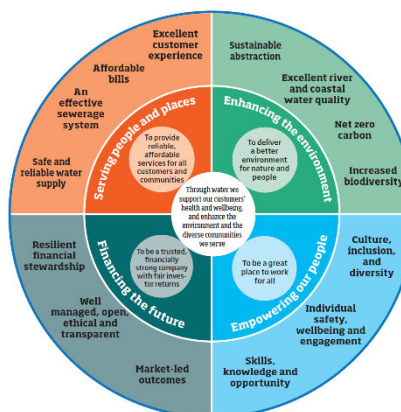 Excellent
customer
experience
Affordable
bills
An
effective
sewerage
system
Safe and
reliable water
supply
Serving people and places
To provide
reliable,
affordable
services for all
customers and
communities
Sustainable
abstraction
Excellent river
and coastal
water quality
Net zero
carbon
Increased
biodiversity
Enhancing the environment
To deliver
a better
environment
for nature and
people
Through water we
support our customers'
health and wellbeing,
and enhance the
environment and the
diverse communities
we serve
Resilient
financial
stewardship
Well
managed, open,
ethical and
transparent
Market-led
outcomes
Financing the future
To be a trusted,
financially
strong company
with fair inves-
tor returns
Culture,
inclusion,
and
diversity
Individual
safety,
wellbeing and
engagement
Skills,
knowledge and
opportunity
Empowering our people
To be a great
place to work
for all